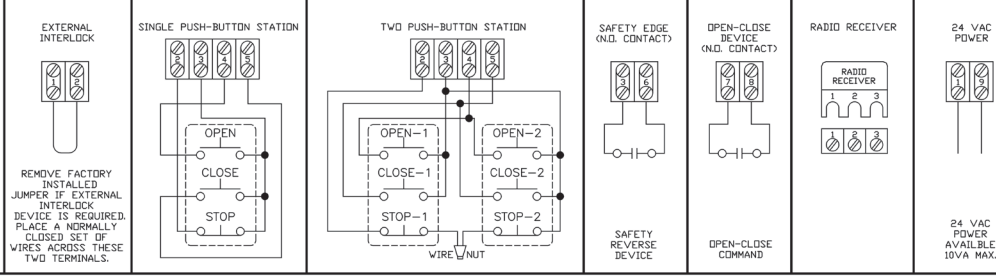 EXTERNAL
INTERLOCK
1 2
REMOVE FACTORY
INSTALLED
JUMPER IF EXTERNAL
INTERLOCK
DEVICE IS REQUIRED.
PLACE A NORMALLY
CLOSED SET OF
WIRES ACROSS THESE
TWO TERMINALS.
SINGLE PUSH-BUTTON STATION
2 3 4 5
OPEN
CLOSE
STOP
TWO PUSH-BUTTON STATION
2 3 4 5
OPEN-1 OPEN-2
CLOSE-1 CLOSE-2
STOP-1 STOP-2
WIRE NUT
SAFETY EDGE
(N.O. CONTACT)
3 6
SAFETY
REVERSE
DEVICE
OPEN-CLOSE
DEVICE
(N.O. CONTACT)
7 8
OPEN-CLOSE
COMMAND
RADIO RECEIVER
RADIO
RECEIVER
1 2 3
1 2 3
24 VAC
POWER
1 9
24 VAC
POWER
AVAILBLE
10VA MAX.